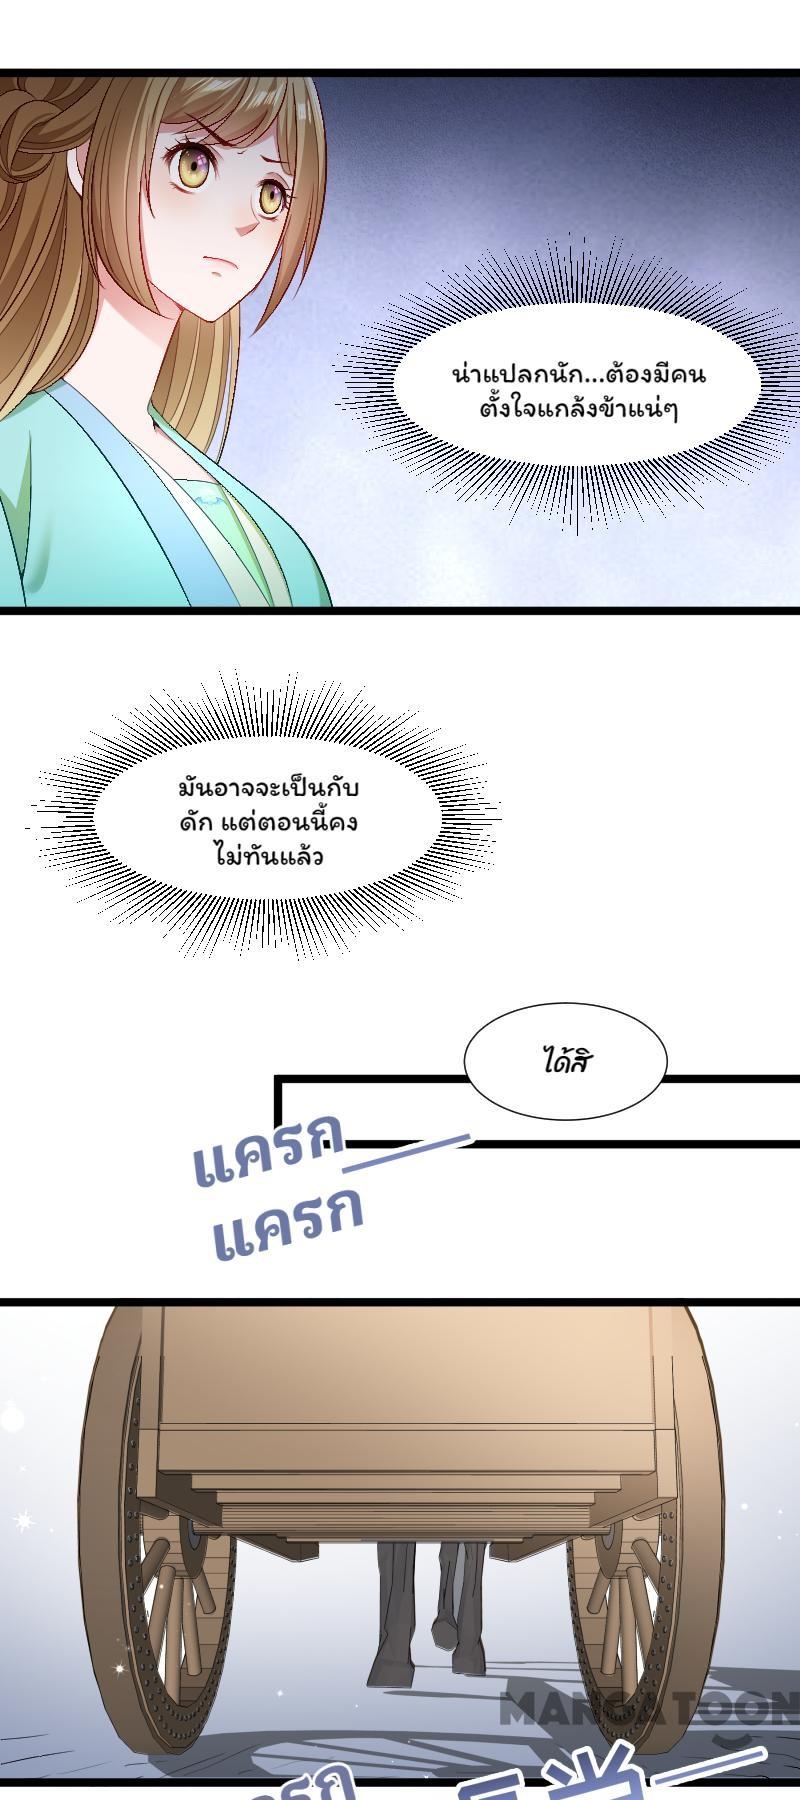 น่าแปลกนัก...ต้องมีคน
ตั้งใจแกล้งข้าแน่ๆ
มันอาจจะเป็นกับ
ดัก แต่ตอนนี้คง
ไม่ทันแล้ว
ได้สิ
แครก
แครก
MANGATOON